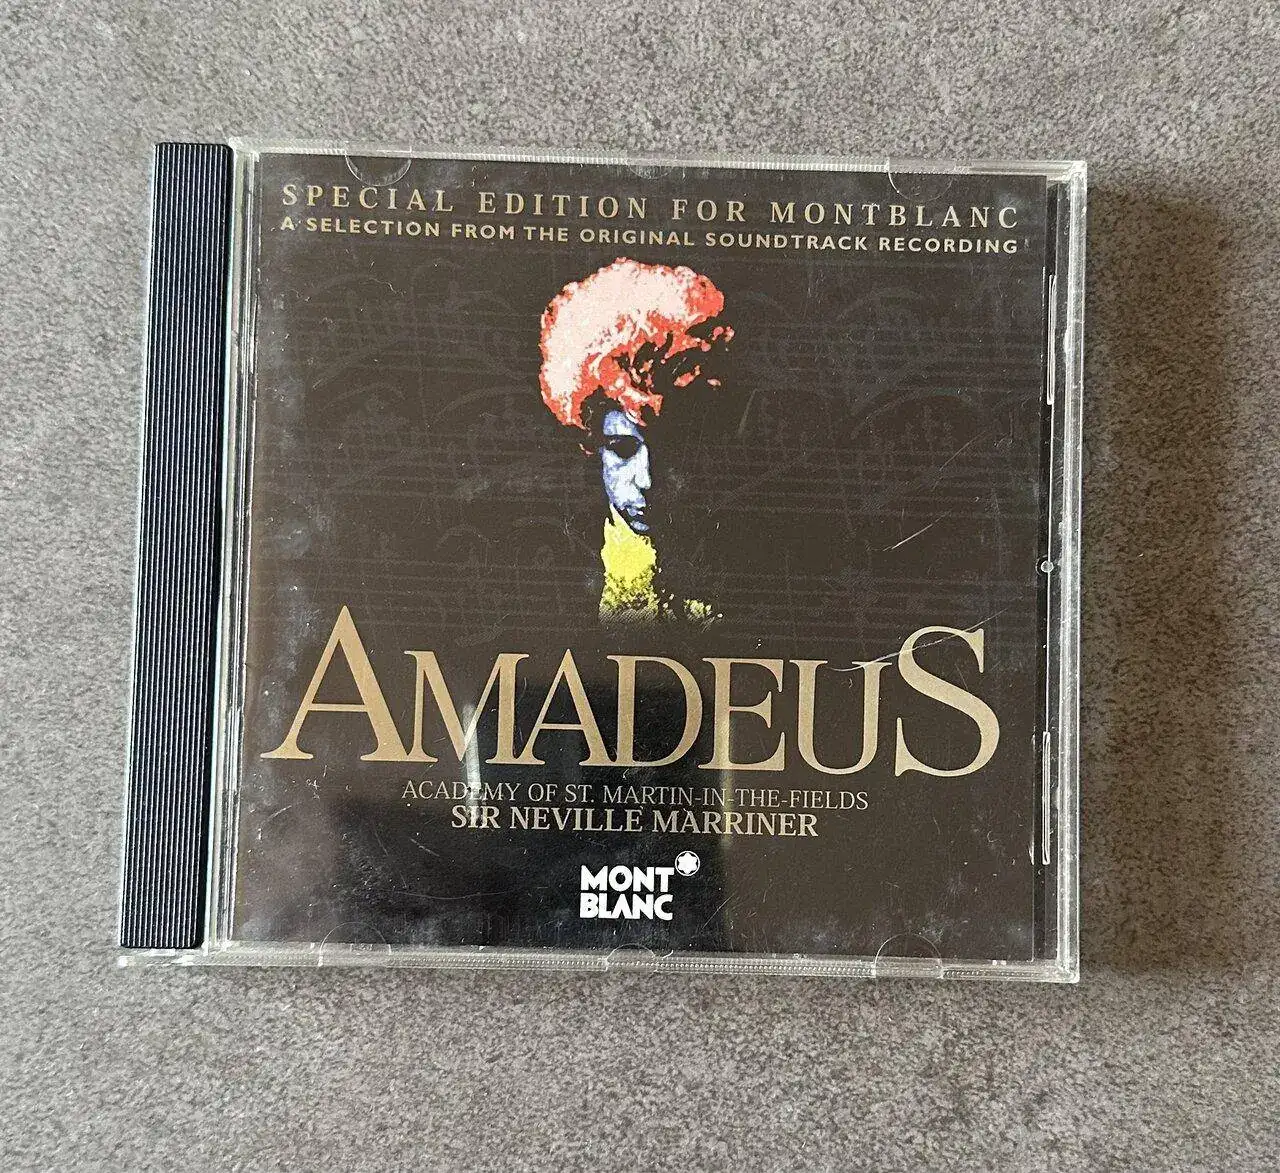 SPECIAL EDITION FOR MONTBLANC
A SELECTION FROM THE ORIGINAL SOUNDTRACK RECORDING
AMADEUS
ACADEMY OF ST. MARTIN-IN-THE-FIELDS
SIR NEVILLE MARRINER
MONT
BLANC